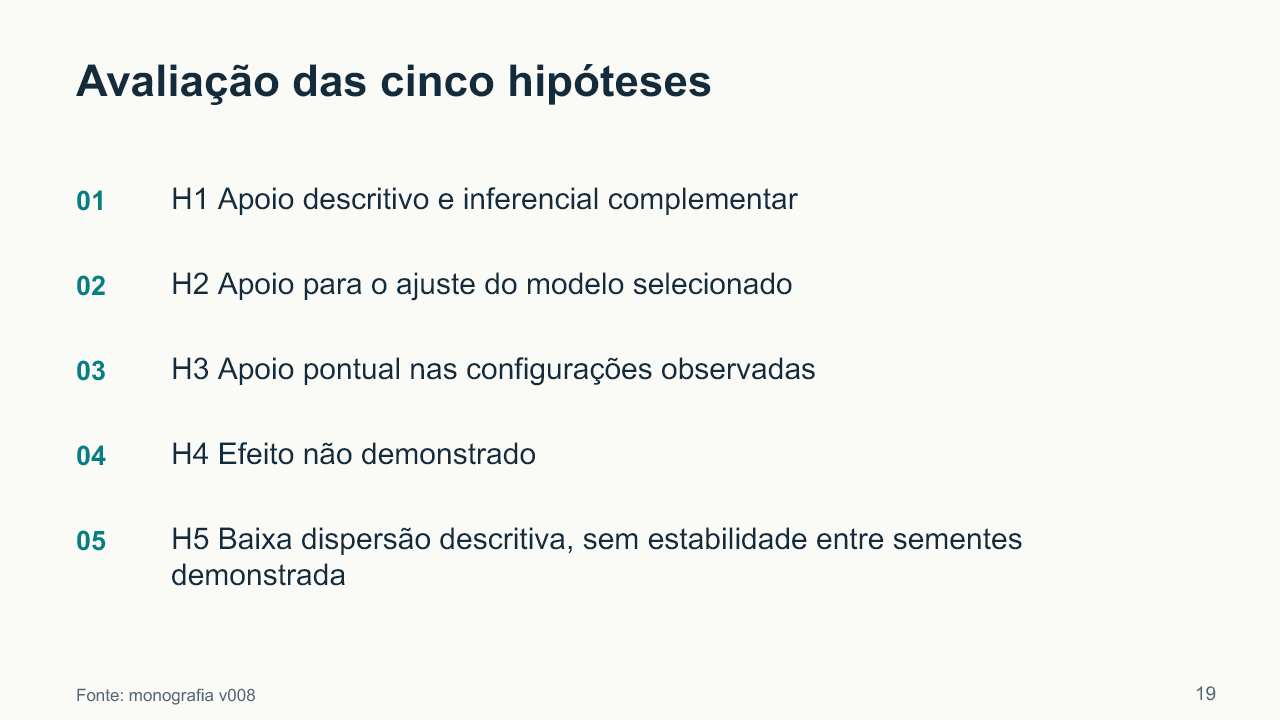 Avaliação das cinco hipóteses
01 H1 Apoio descritivo e inferencial complementar
02 H2 Apoio para o ajuste do modelo selecionado
03 H3 Apoio pontual nas configurações observadas
04 H4 Efeito não demonstrado
05 H5 Baixa dispersão descritiva, sem estabilidade entre sementes
demonstrada
Fonte: monografia v008
19